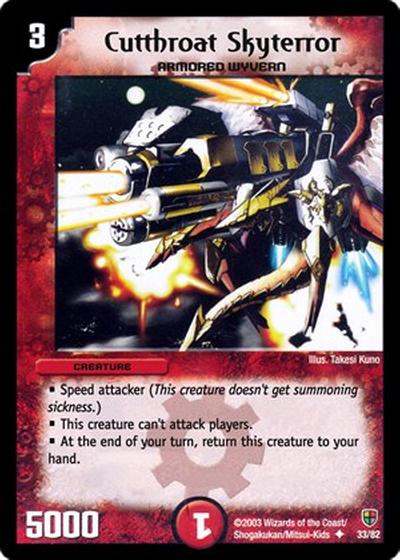 3 Cutthroat Skyterror
ARMORED WYVERN
Illus. Takesi Kuno
CREATURE
▪ Speed attacker (This creature doesn't get summoning
sickness.)
▪ This creature can't attack players.
▪ At the end of your turn, return this creature to your
hand.
5000
1
©2003 Wizards of the Coast/
Shogakukan/Mitsui-Kids ✦ 33/82